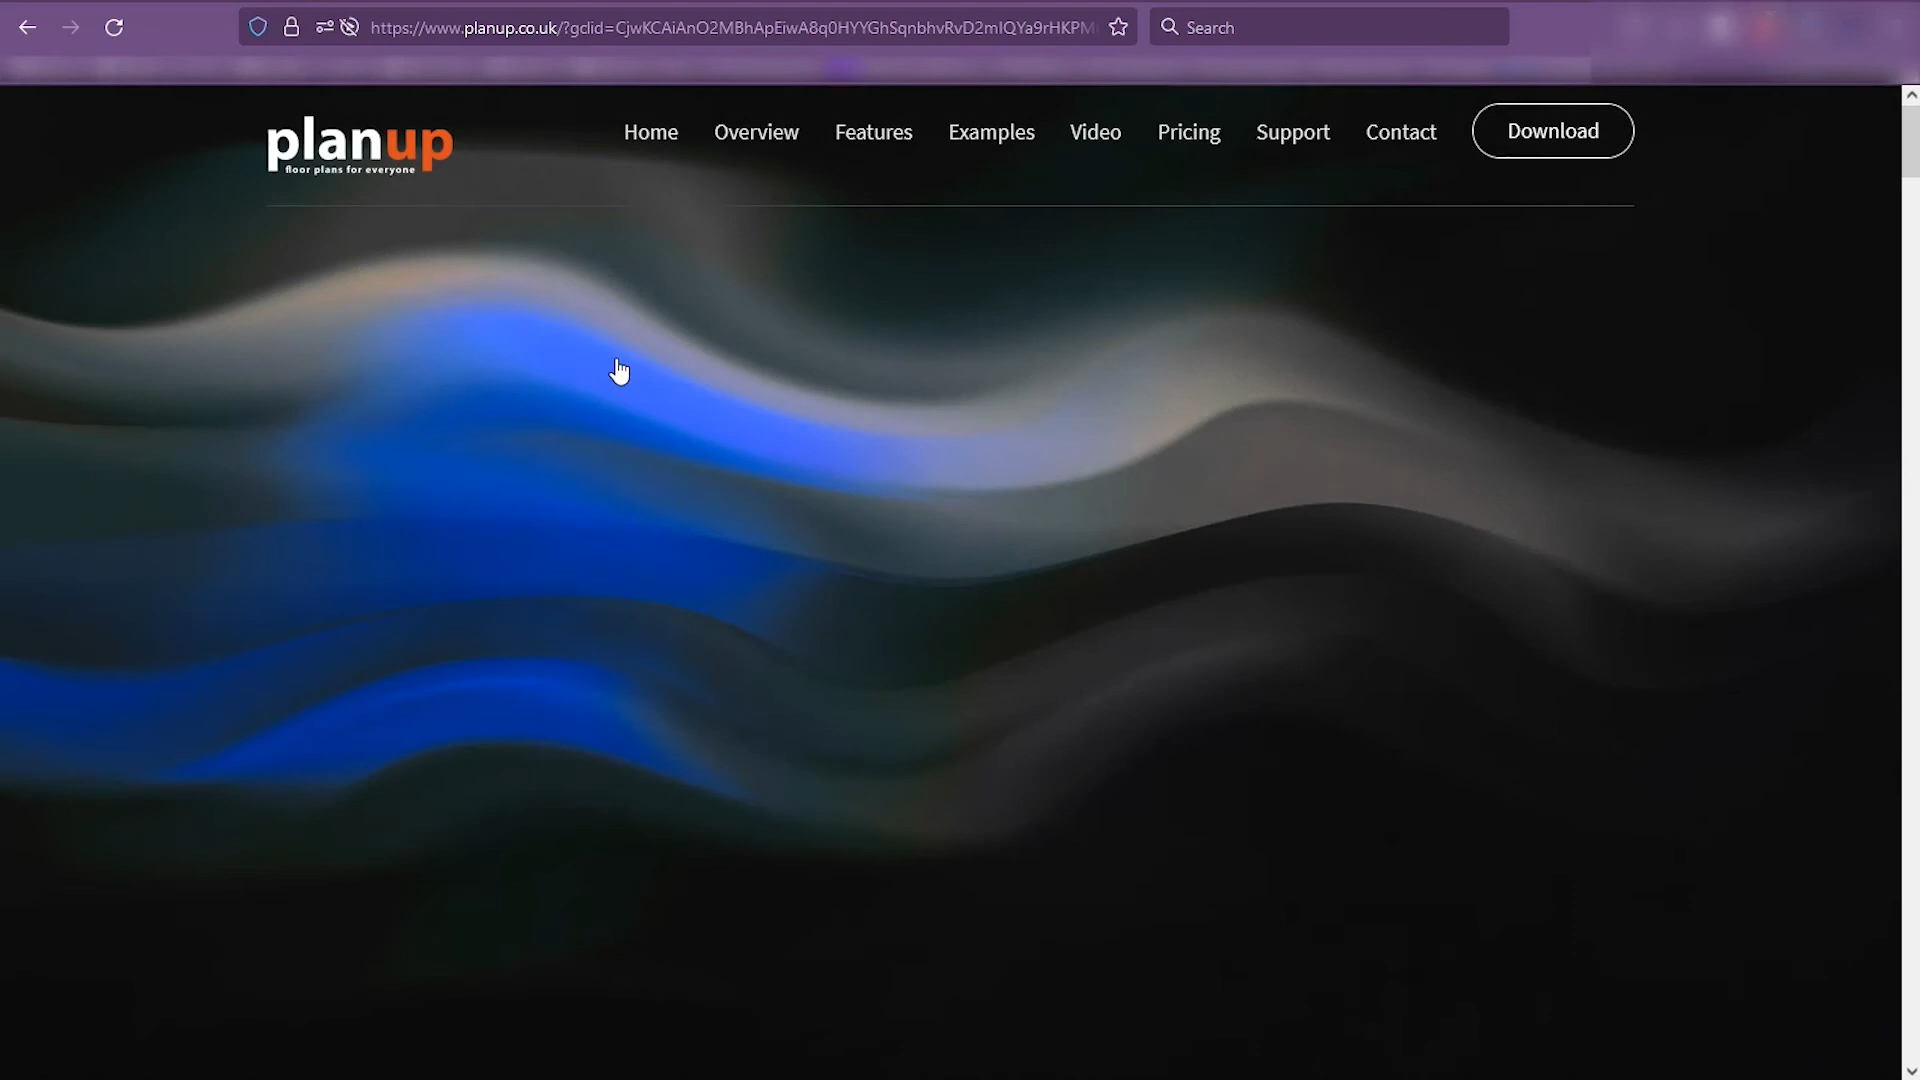 https://www.planup.co.uk/?gclid=CjwKCAiAnO2MBhApEiwA8q0HYYGhSqnbhvRvD2mIQYa9rHKPM
Search
planup
floor plans for everyone
Home
Overview
Features
Examples
Video
Pricing
Support
Contact
Download